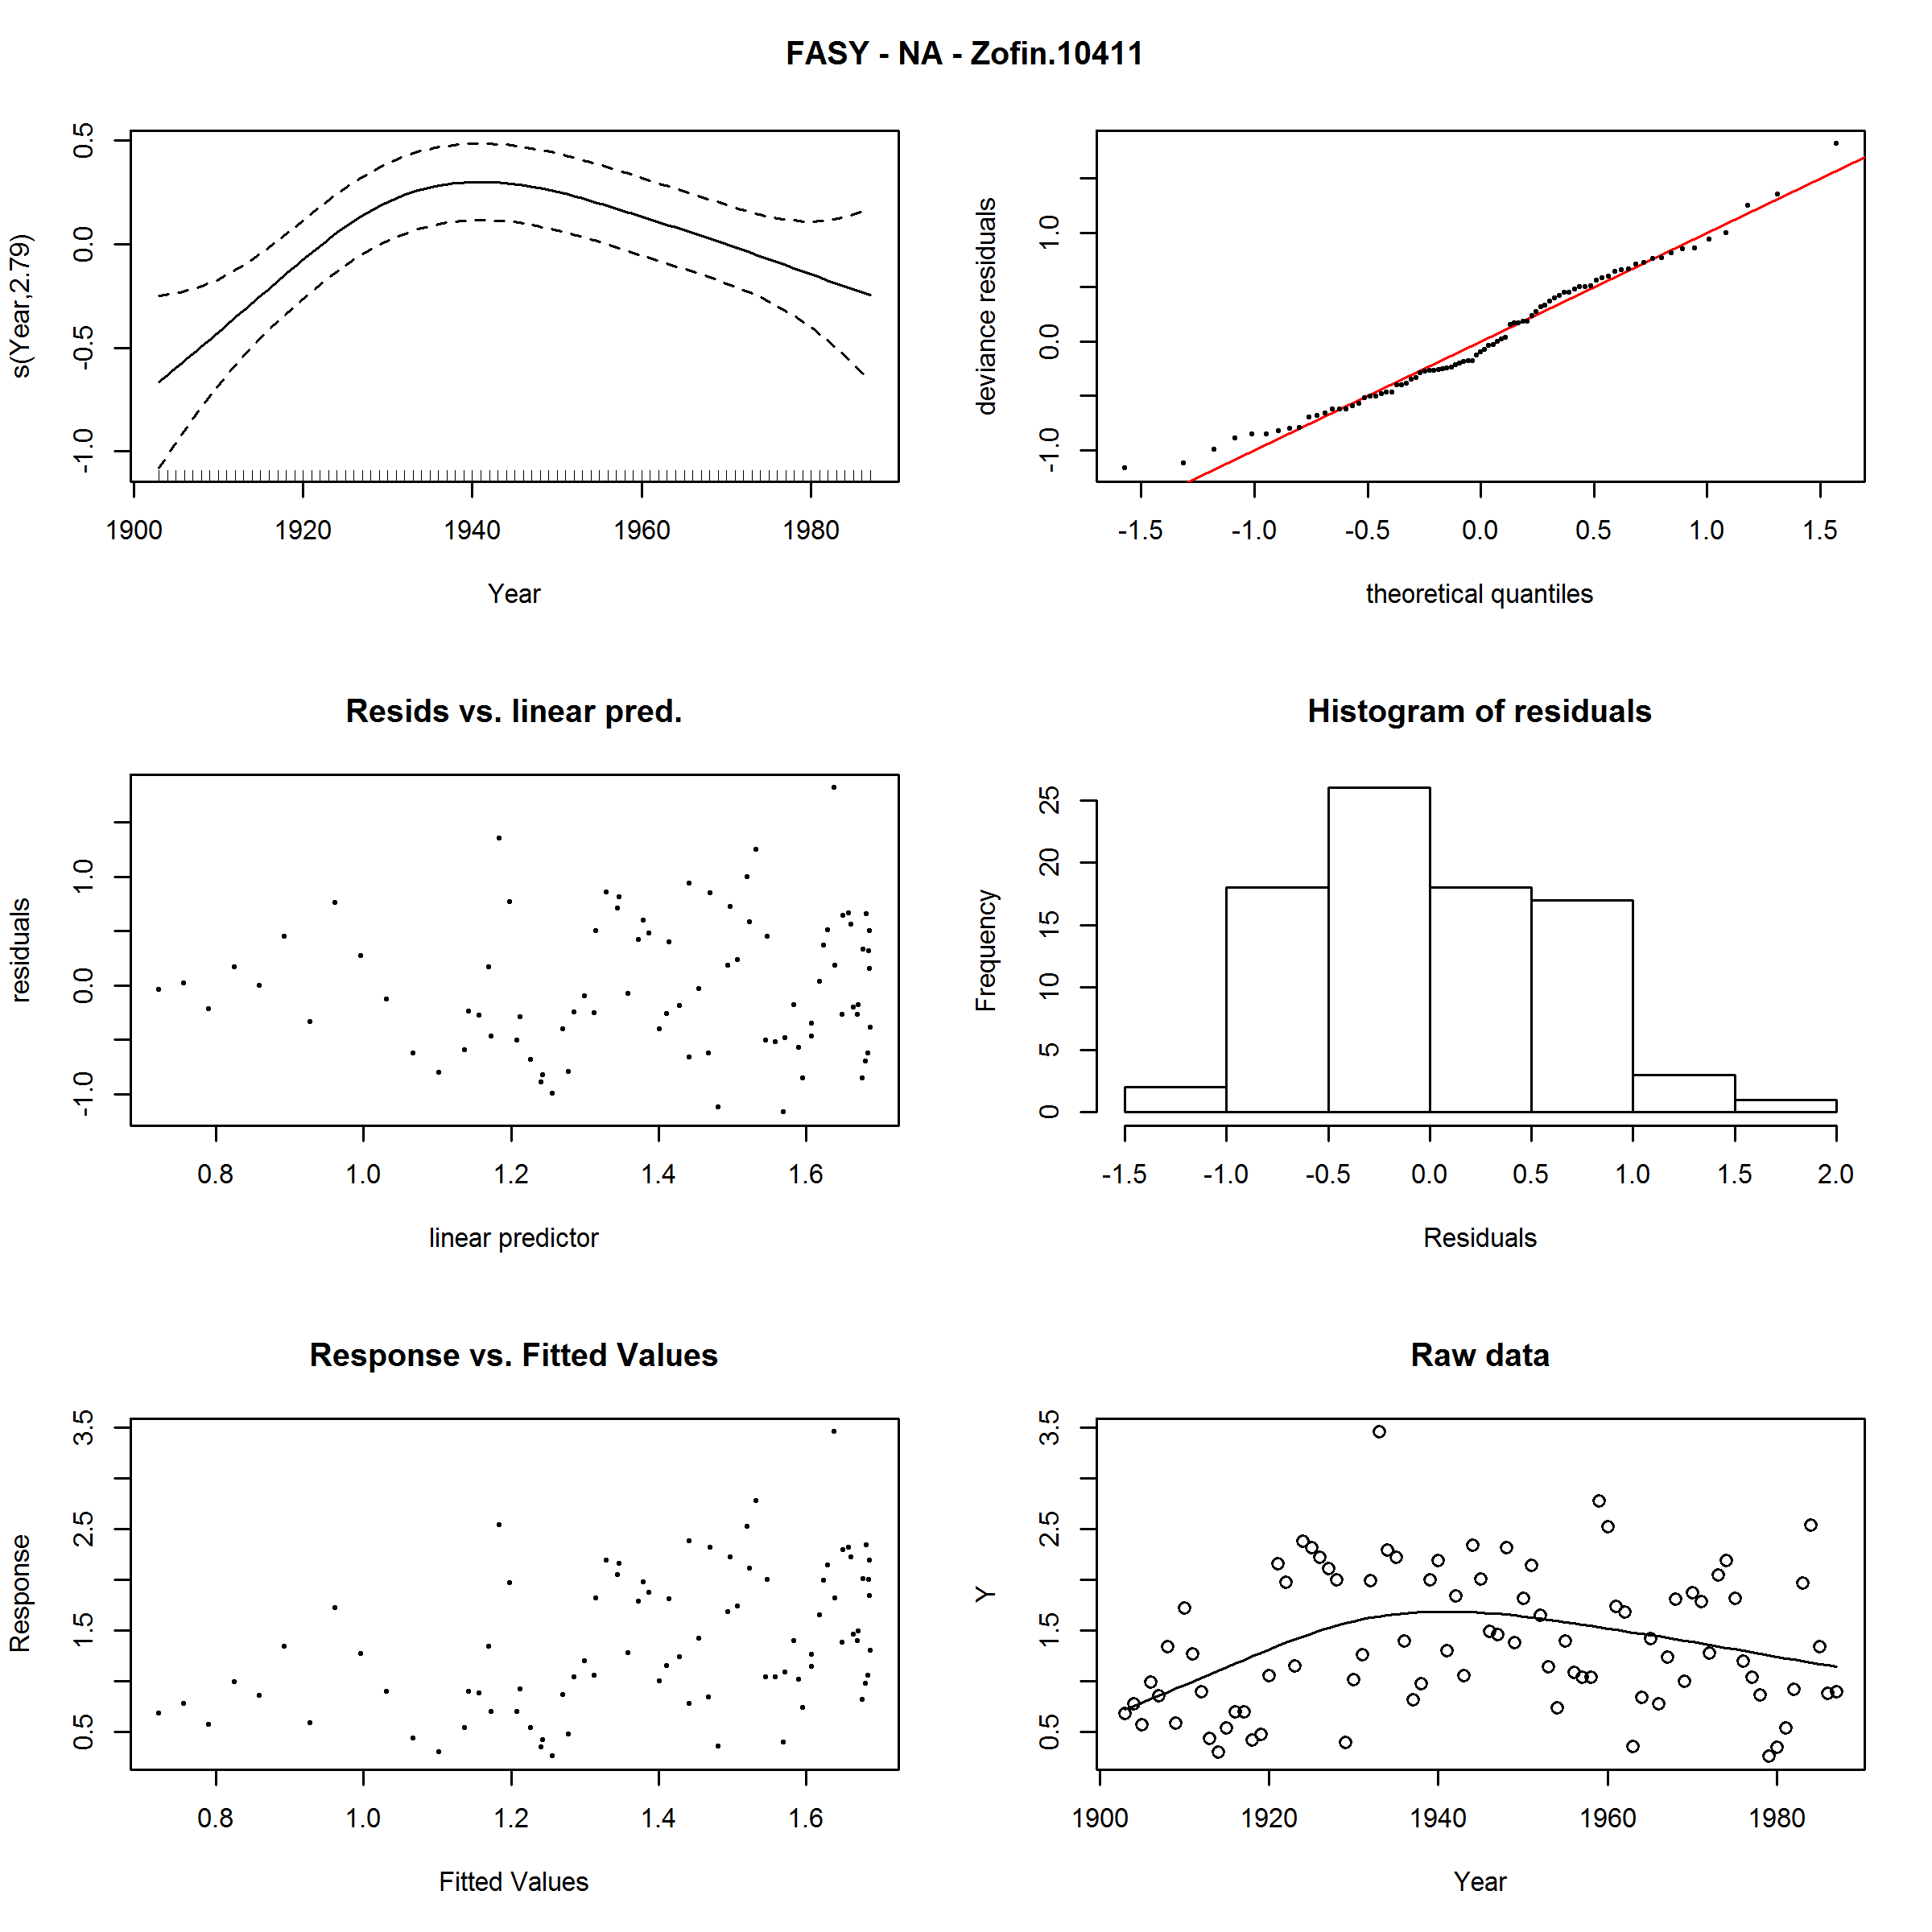 FASY - NA - Zofin.10411
s(Year,2.79)
0.5
0.0
-0.5
-1.0
1900 1920 1940 1960 1980
Year
deviance residuals
1.0
0.0
-1.0
-1.5 -1.0 -0.5 0.0 0.5 1.0 1.5
theoretical quantiles
Resids vs. linear pred.
residuals
1.0
0.0
-1.0
0.8 1.0 1.2 1.4 1.6
linear predictor
Histogram of residuals
Frequency
25
20
15
10
5
0
-1.5 -1.0 -0.5 0.0 0.5 1.0 1.5 2.0
Residuals
Response vs. Fitted Values
Response
3.5
2.5
1.5
0.5
0.8 1.0 1.2 1.4 1.6
Fitted Values
Raw data
Y
3.5
2.5
1.5
0.5
1900 1920 1940 1960 1980
Year